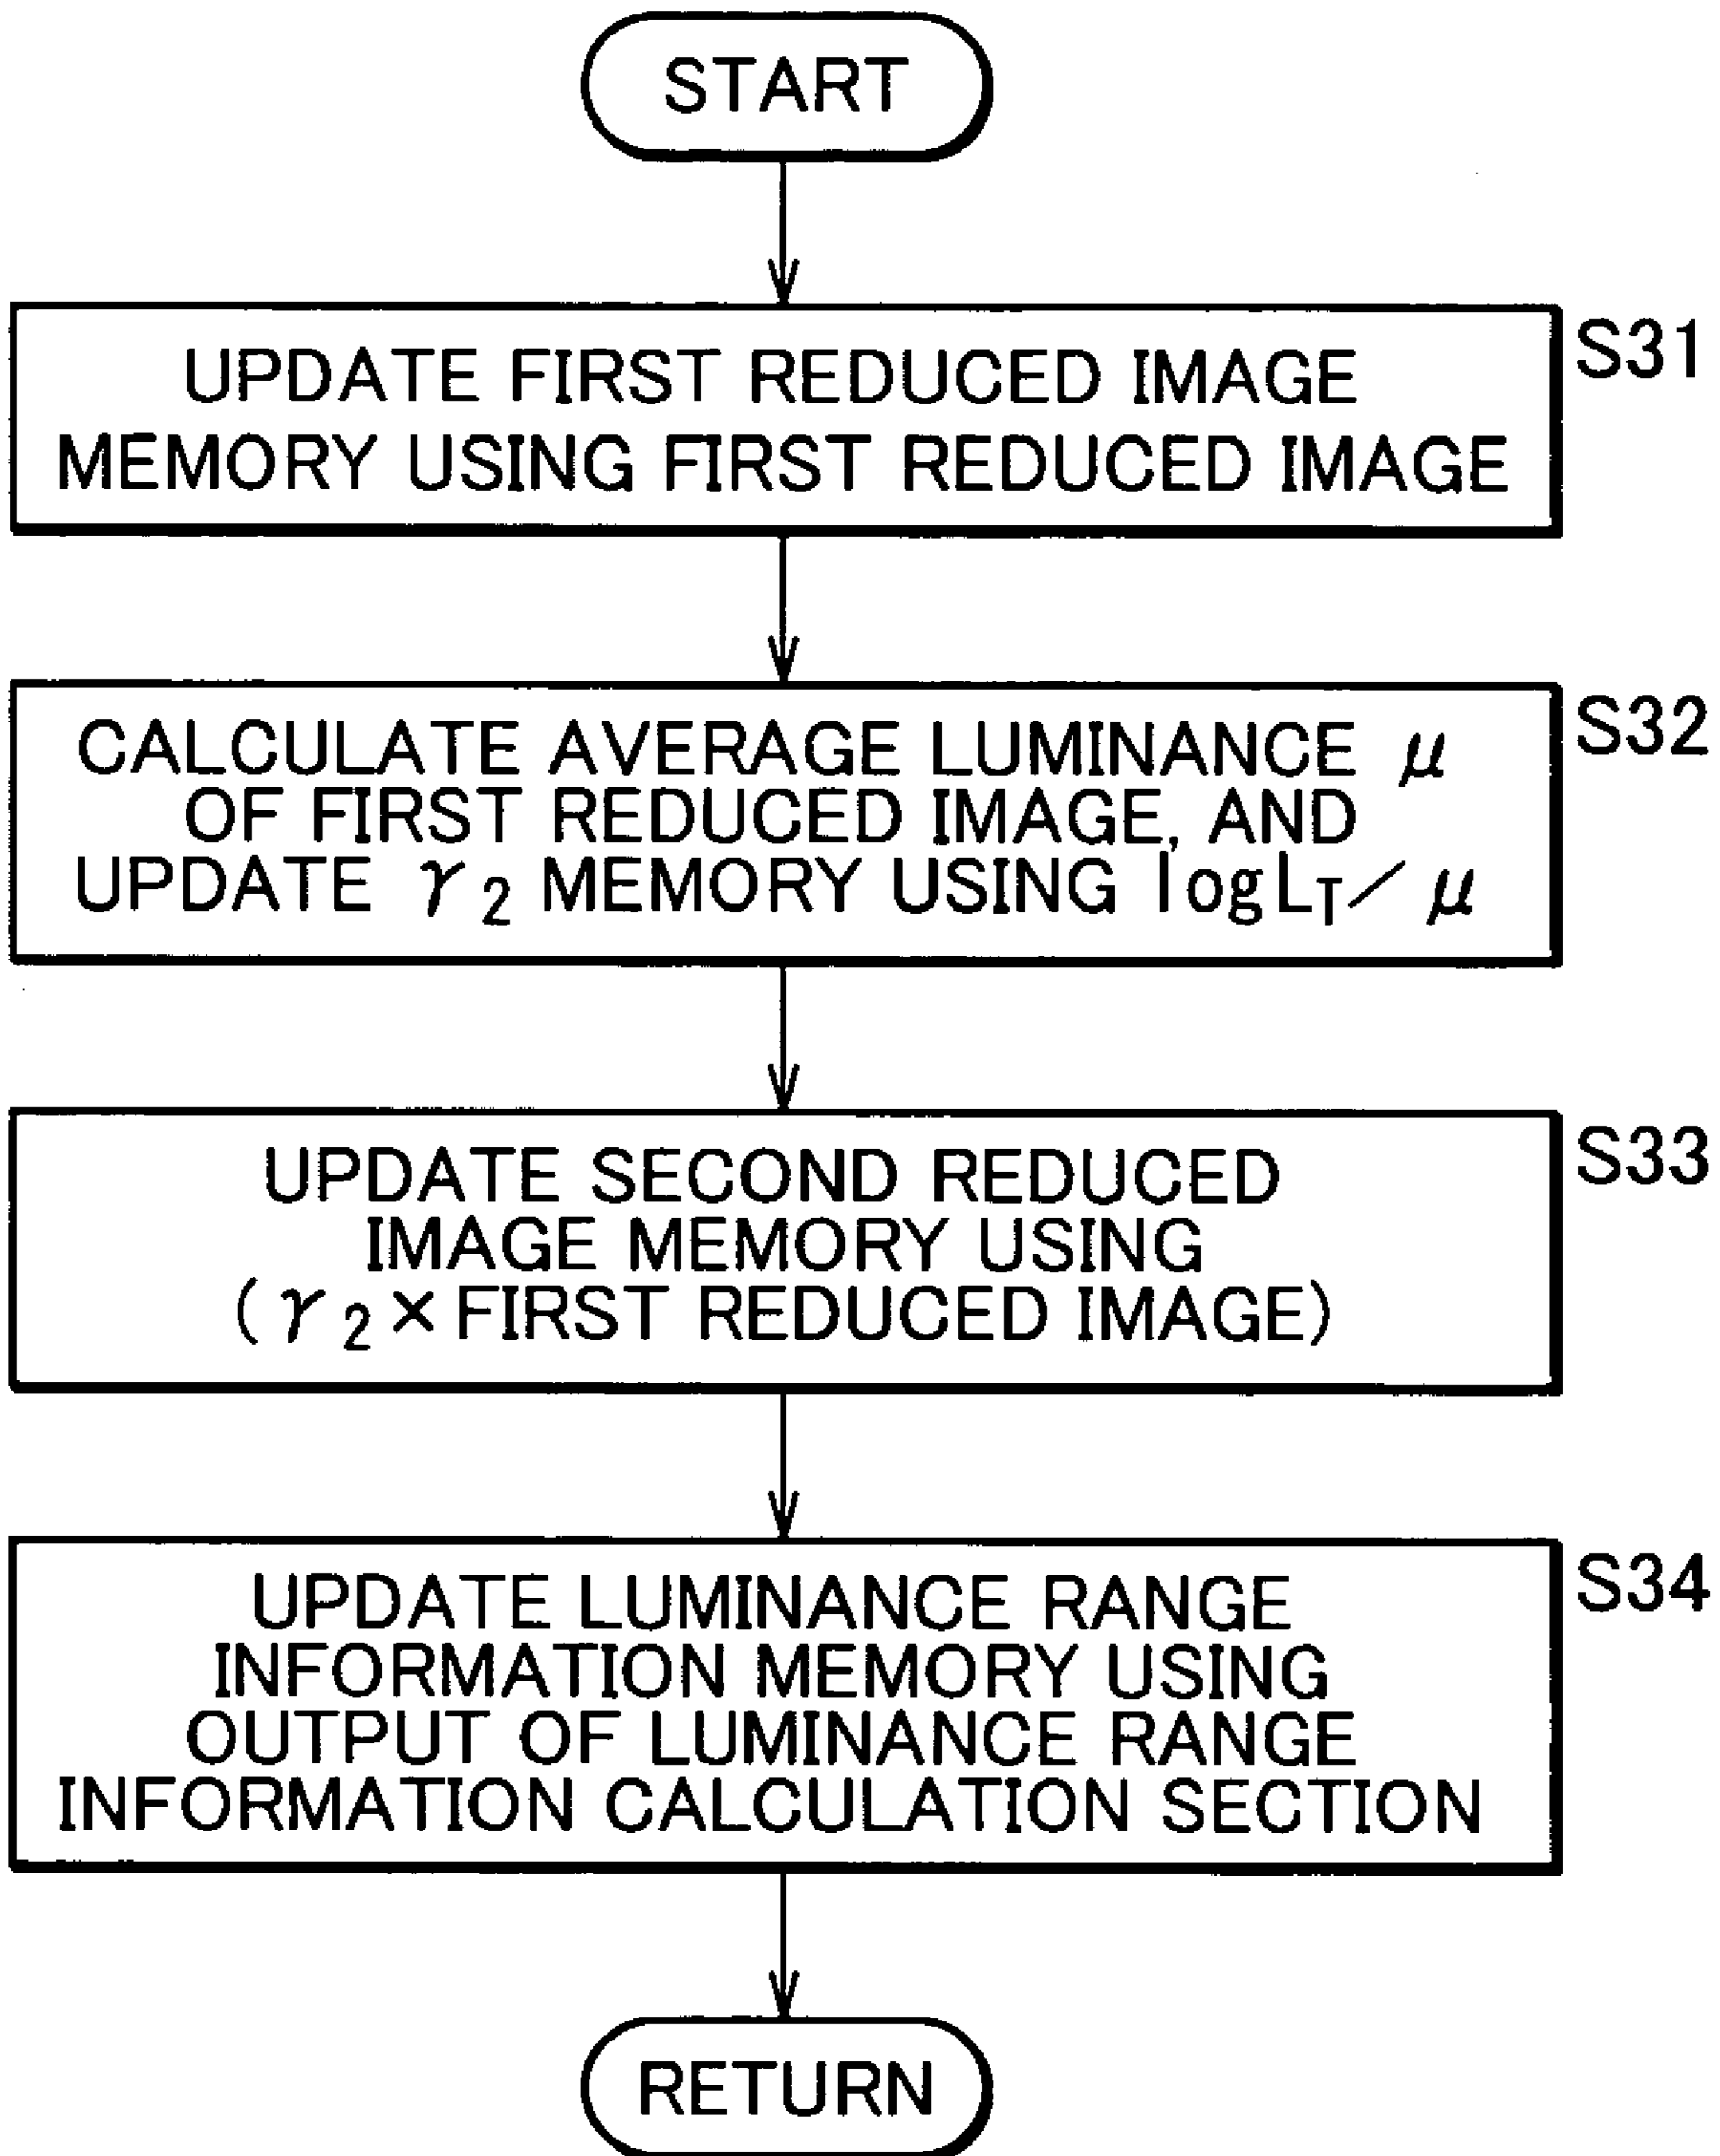 START
S31
UPDATE FIRST REDUCED IMAGE
MEMORY USING FIRST REDUCED IMAGE
S32
CALCULATE AVERAGE LUMINANCE μ
OF FIRST REDUCED IMAGE, AND
UPDATE γ₂ MEMORY USING logL_T／μ
S33
UPDATE SECOND REDUCED
IMAGE MEMORY USING
(γ₂×FIRST REDUCED IMAGE)
S34
UPDATE LUMINANCE RANGE
INFORMATION MEMORY USING
OUTPUT OF LUMINANCE RANGE
INFORMATION CALCULATION SECTION
RETURN